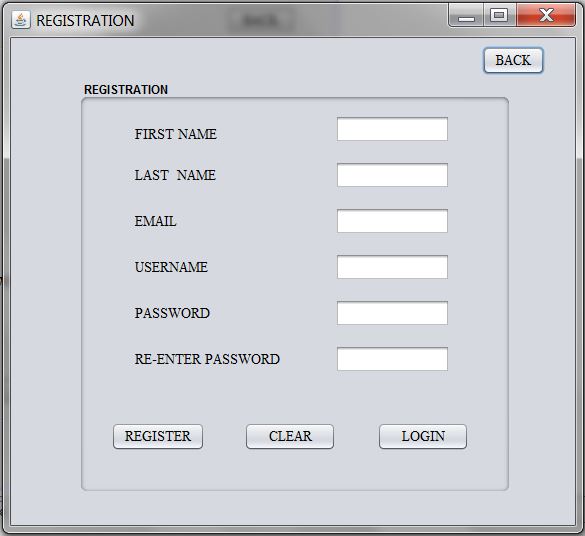 REGISTRATION
BACK
REGISTRATION
FIRST NAME
LAST  NAME
EMAIL
USERNAME
PASSWORD
RE-ENTER PASSWORD
REGISTER CLEAR LOGIN